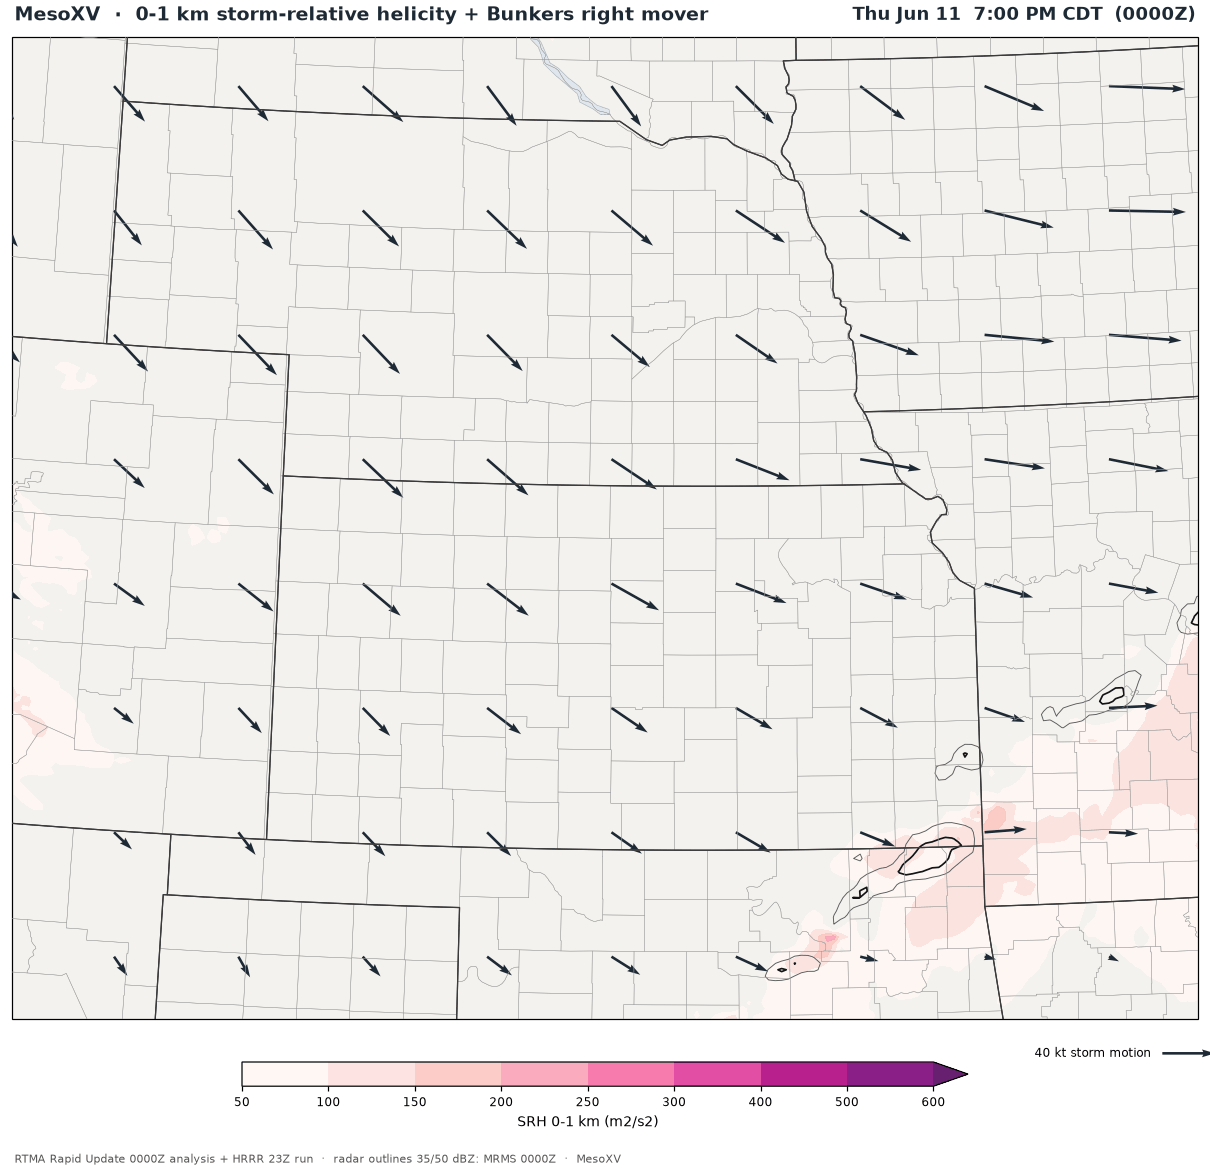 MesoXV · 0-1 km storm-relative helicity + Bunkers right mover
Thu Jun 11 7:00 PM CDT (0000Z)
40 kt storm motion
50 100 150 200 250 300 400 500 600
SRH 0-1 km (m2/s2)
RTMA Rapid Update 0000Z analysis + HRRR 23Z run · radar outlines 35/50 dBZ: MRMS 0000Z · MesoXV